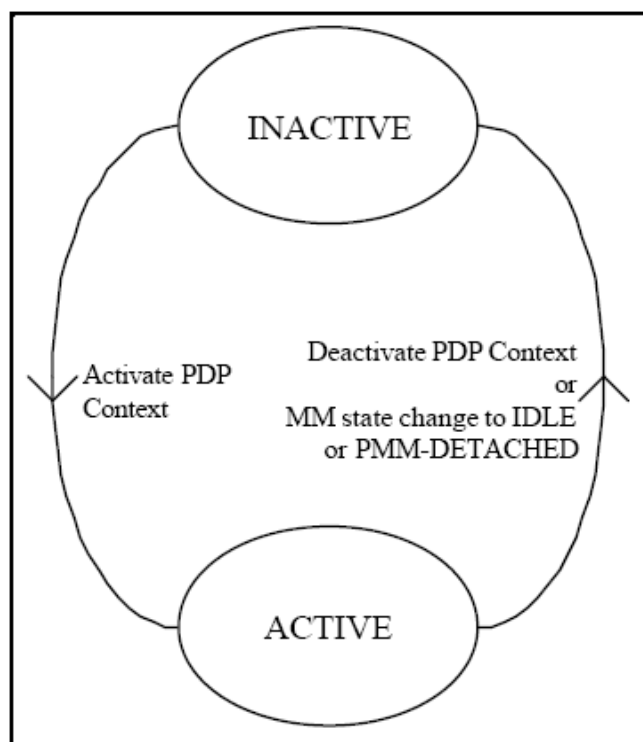 INACTIVE
Activate PDP
Context
Deactivate PDP Context
or
MM state change to IDLE
or PMM-DETACHED
ACTIVE